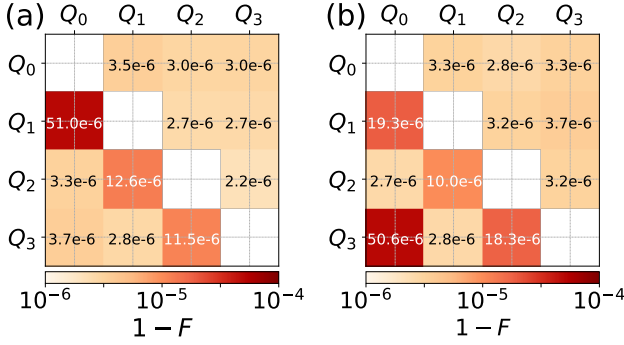 (a) Q0 Q1 Q2 Q3
Q0 3.5e-6 3.0e-6 3.0e-6
Q1 51.0e-6 2.7e-6 2.7e-6
Q2 3.3e-6 12.6e-6 2.2e-6
Q3 3.7e-6 2.8e-6 11.5e-6
10−6 10−5 10−4
1 − F
(b) Q0 Q1 Q2 Q3
Q0 3.3e-6 2.8e-6 3.3e-6
Q1 19.3e-6 3.2e-6 3.7e-6
Q2 2.7e-6 10.0e-6 3.2e-6
Q3 50.6e-6 2.8e-6 18.3e-6
10−6 10−5 10−4
1 − F